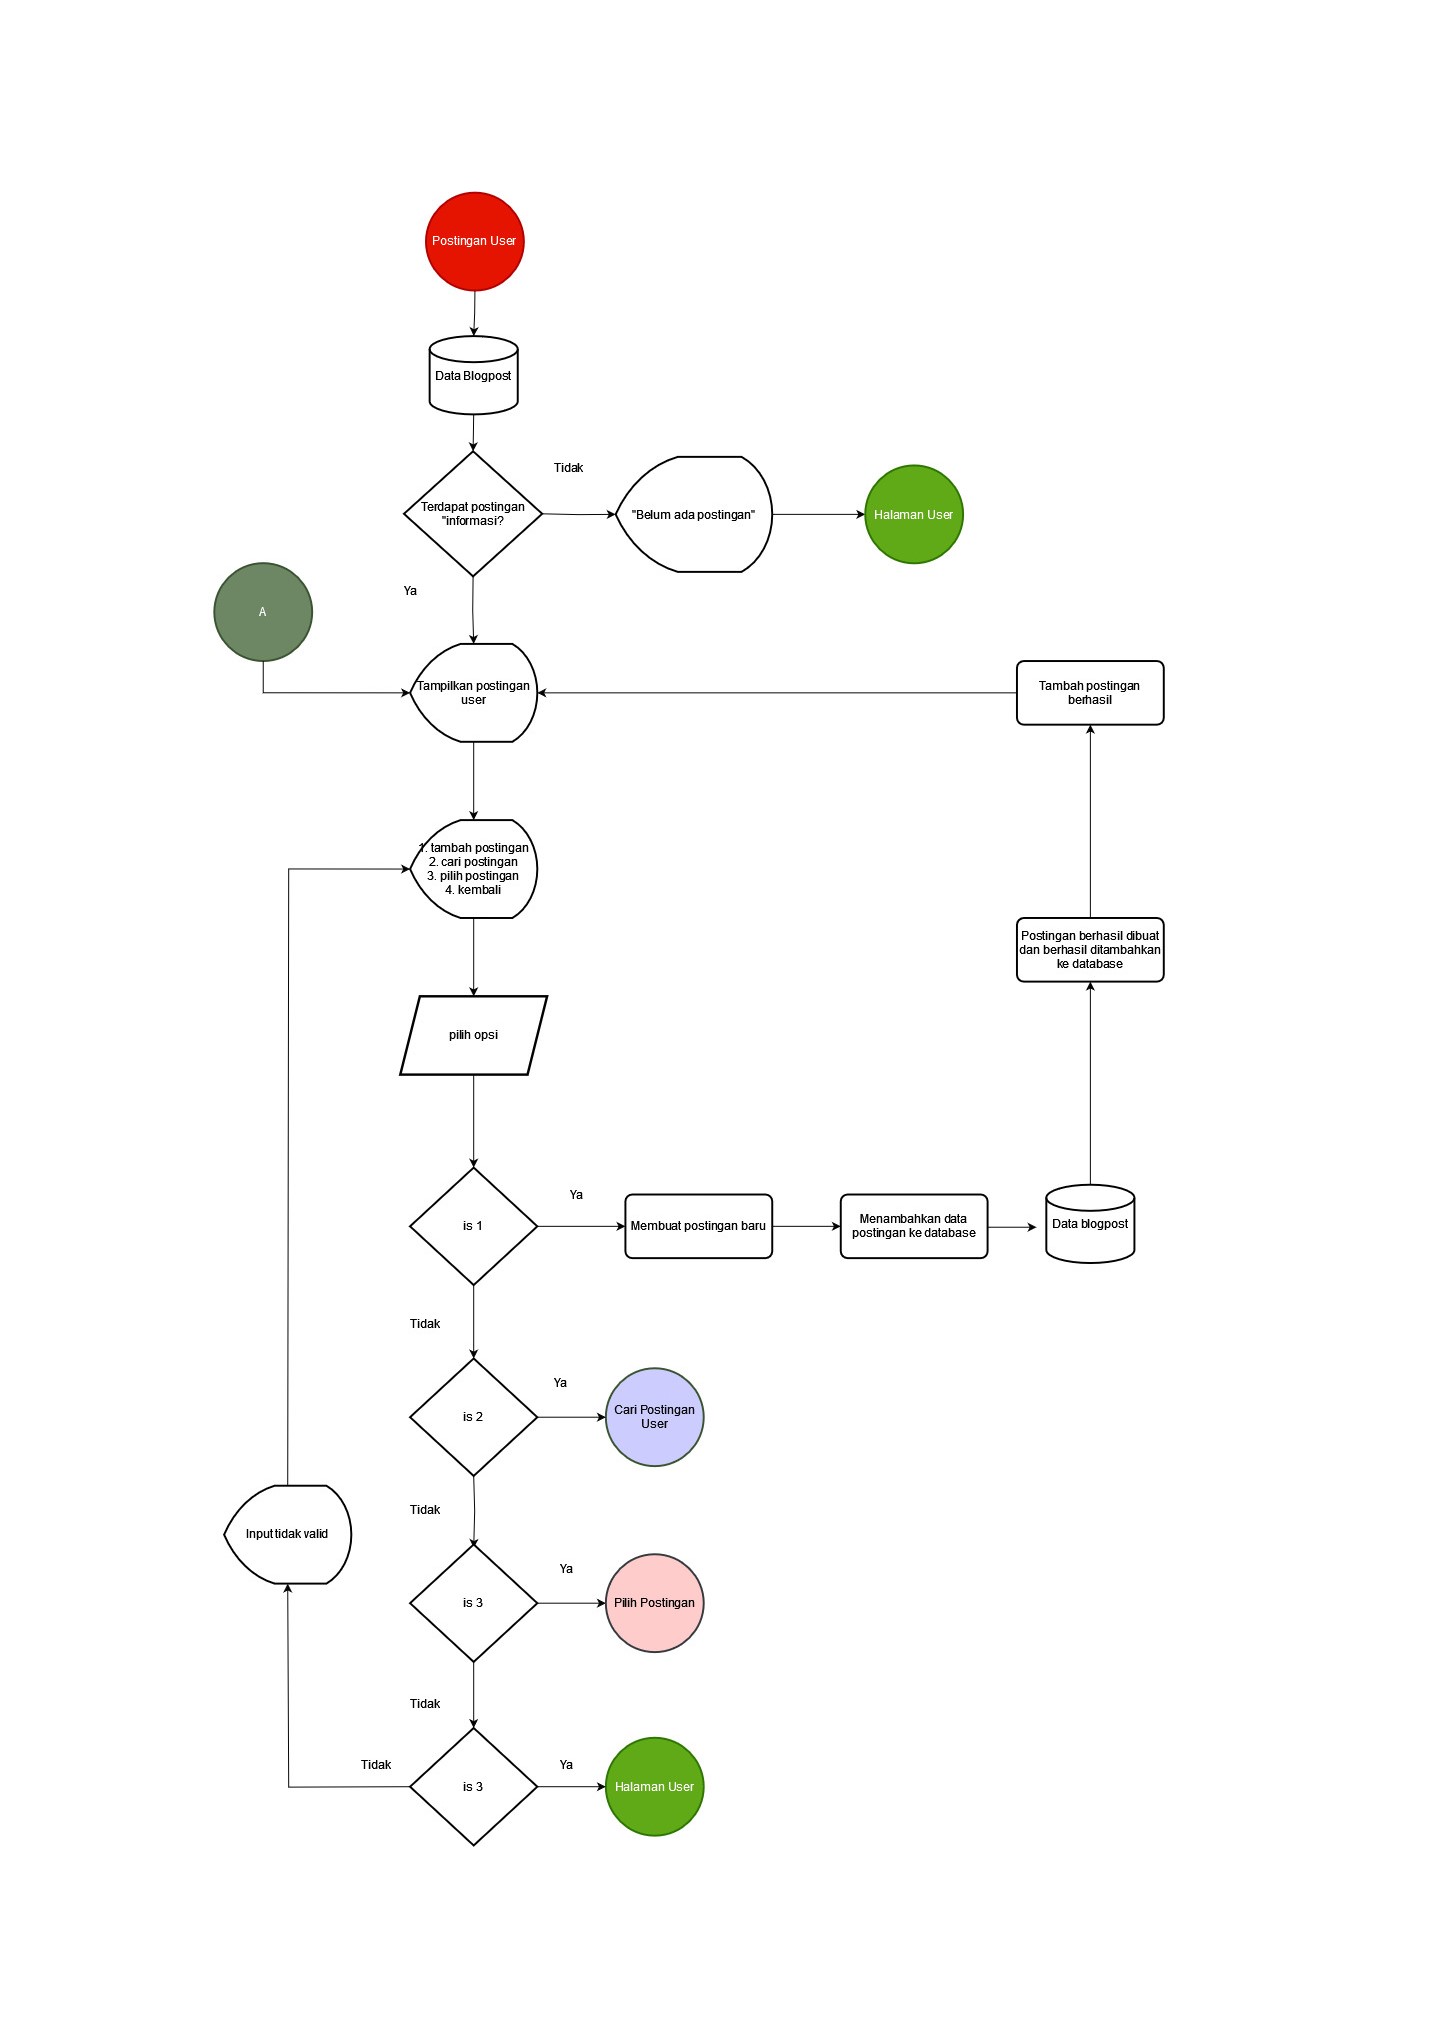 Postingan User
Data Blogpost
Terdapat postingan
"informasi?
Tidak
"Belum ada postingan"
Halaman User
Ya
A
Tampilkan postingan
user
Tambah postingan
berhasil
1. tambah postingan
2. cari postingan
3. pilih postingan
4. kembali
Postingan berhasil dibuat
dan berhasil ditambahkan
ke database
pilih opsi
is 1
Ya
Membuat postingan baru
Menambahkan data
postingan ke database
Data blogpost
Tidak
is 2
Ya
Cari Postingan
User
Tidak
Input tidak valid
is 3
Ya
Pilih Postingan
Tidak
Tidak
is 3
Ya
Halaman User